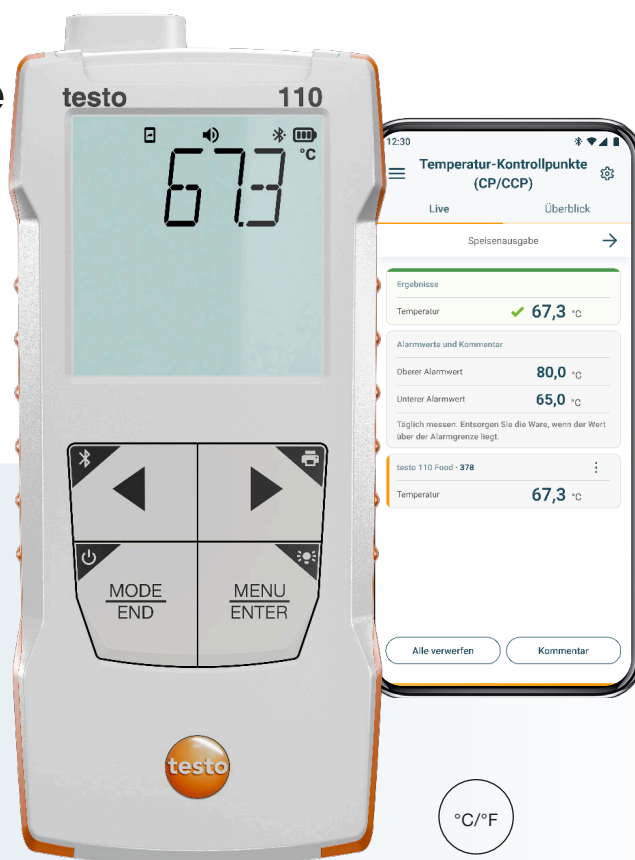 e
testo 110
°C
67.3
MODE
END
MENU
ENTER
testo
12:30
Temperatur-Kontrollpunkte
(CP/CCP)
Live Überblick
Speisenausgabe
Ergebnisse
Temperatur 67,3 °C
Alarmwerte und Kommentar
Oberer Alarmwert 80,0 °C
Unterer Alarmwert 65,0 °C
Täglich messen. Entsorgen Sie die Ware, wenn der Wert
über der Alarmgrenze liegt.
testo 110 Food · 378
Temperatur 67,3 °C
Alle verwerfen Kommentar
°C/°F